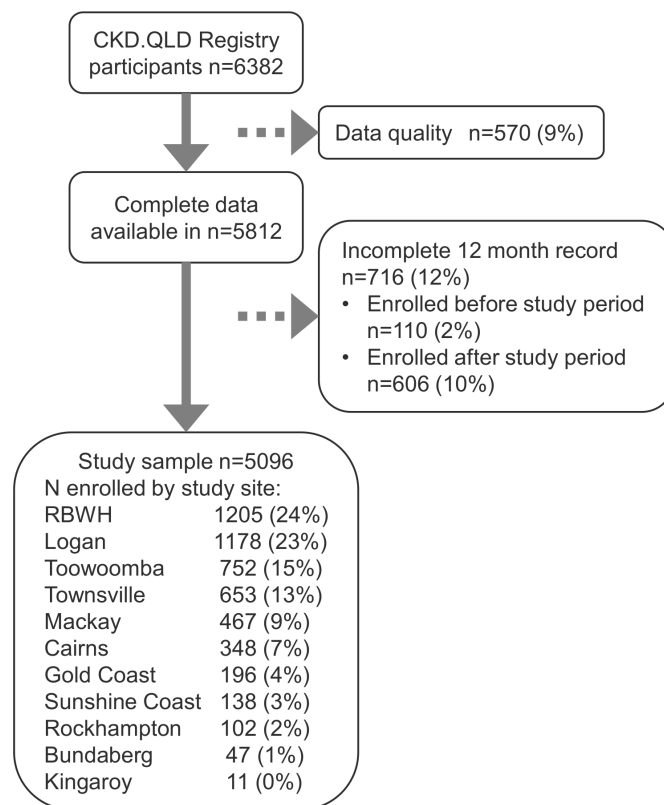 CKD.QLD Registry
participants n=6382
Data quality n=570 (9%)
Complete data
available in n=5812
Incomplete 12 month record
n=716 (12%)
• Enrolled before study period
n=110 (2%)
• Enrolled after study period
n=606 (10%)
Study sample n=5096
N enrolled by study site:
RBWH 1205 (24%)
Logan 1178 (23%)
Toowoomba 752 (15%)
Townsville 653 (13%)
Mackay 467 (9%)
Cairns 348 (7%)
Gold Coast 196 (4%)
Sunshine Coast 138 (3%)
Rockhampton 102 (2%)
Bundaberg 47 (1%)
Kingaroy 11 (0%)